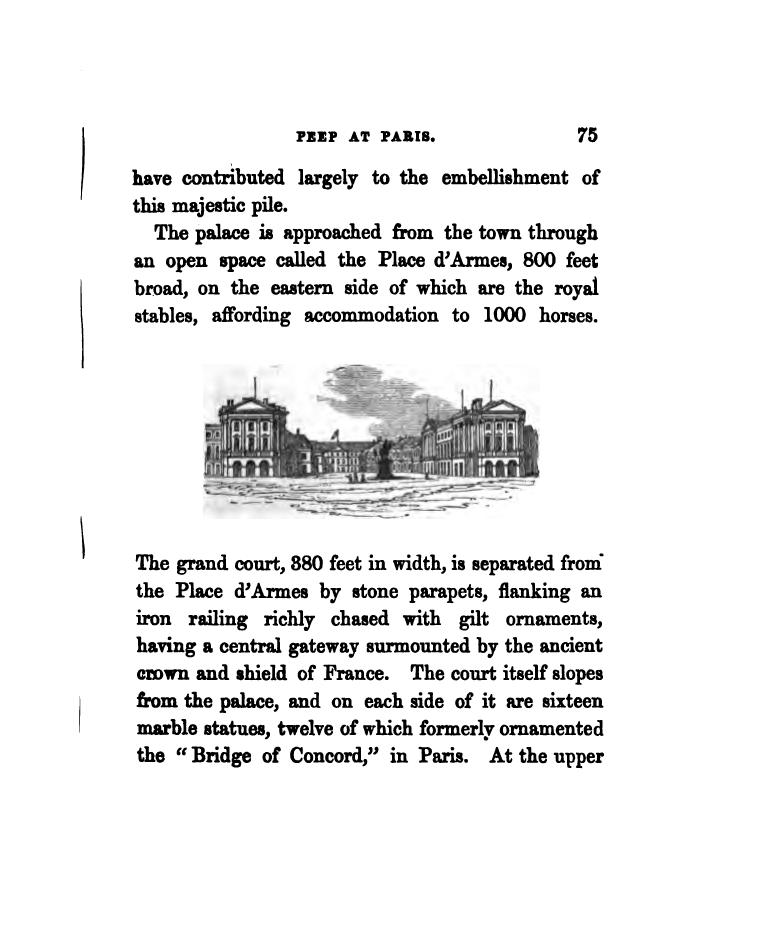 PEEP AT PARIS. 75
have contributed largely to the embellishment of
this majestic pile.
The palace is approached from the town through
an open space called the Place d'Armes, 800 feet
broad, on the eastern side of which are the royal
stables, affording accommodation to 1000 horses.
The grand court, 380 feet in width, is separated from
the Place d'Armes by stone parapets, flanking an
iron railing richly chased with gilt ornaments,
having a central gateway surmounted by the ancient
crown and shield of France. The court itself slopes
from the palace, and on each side of it are sixteen
marble statues, twelve of which formerly ornamented
the "Bridge of Concord," in Paris. At the upper